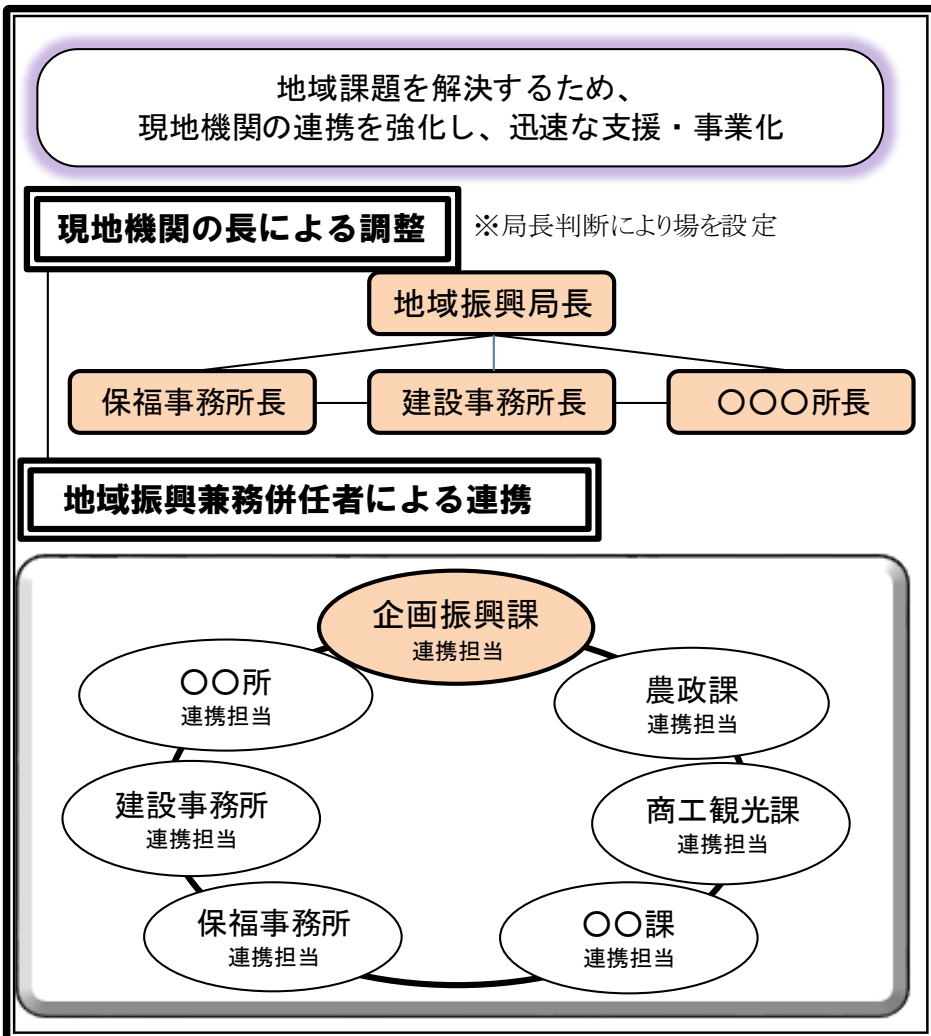 地域課題を解決するため、
現地機関の連携を強化し、迅速な支援・事業化
現地機関の長による調整
※局長判断により場を設定
地域振興局長
保福事務所長
建設事務所長
〇〇〇所長
地域振興兼務併任者による連携
企画振興課
連携担当
〇〇所
連携担当
農政課
連携担当
建設事務所
連携担当
商工観光課
連携担当
保福事務所
連携担当
〇〇課
連携担当